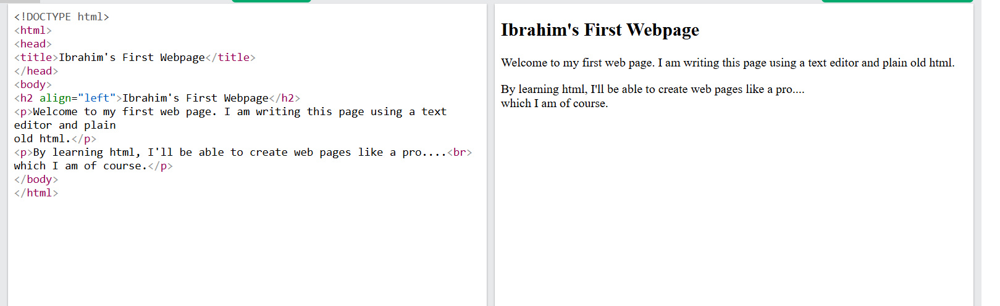 <!DOCTYPE html>
<html>
<head>
<title>Ibrahim's First Webpage</title>
</head>
<body>
<h2 align="left">Ibrahim's First Webpage</h2>
<p>Welcome to my first web page. I am writing this page using a text
editor and plain
old html.</p>
<p>By learning html, I'll be able to create web pages like a pro....<br>
which I am of course.</p>
</body>
</html>
Ibrahim's First Webpage
Welcome to my first web page. I am writing this page using a text editor and plain old html.
By learning html, I'll be able to create web pages like a pro....
which I am of course.